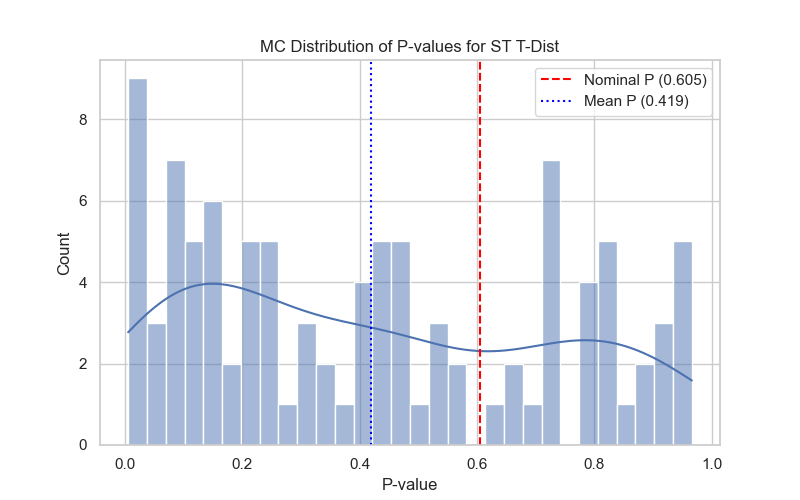 MC Distribution of P-values for ST T-Dist
Nominal P (0.605)
Mean P (0.419)
Count
8
6
4
2
0
0.0 0.2 0.4 0.6 0.8 1.0
P-value